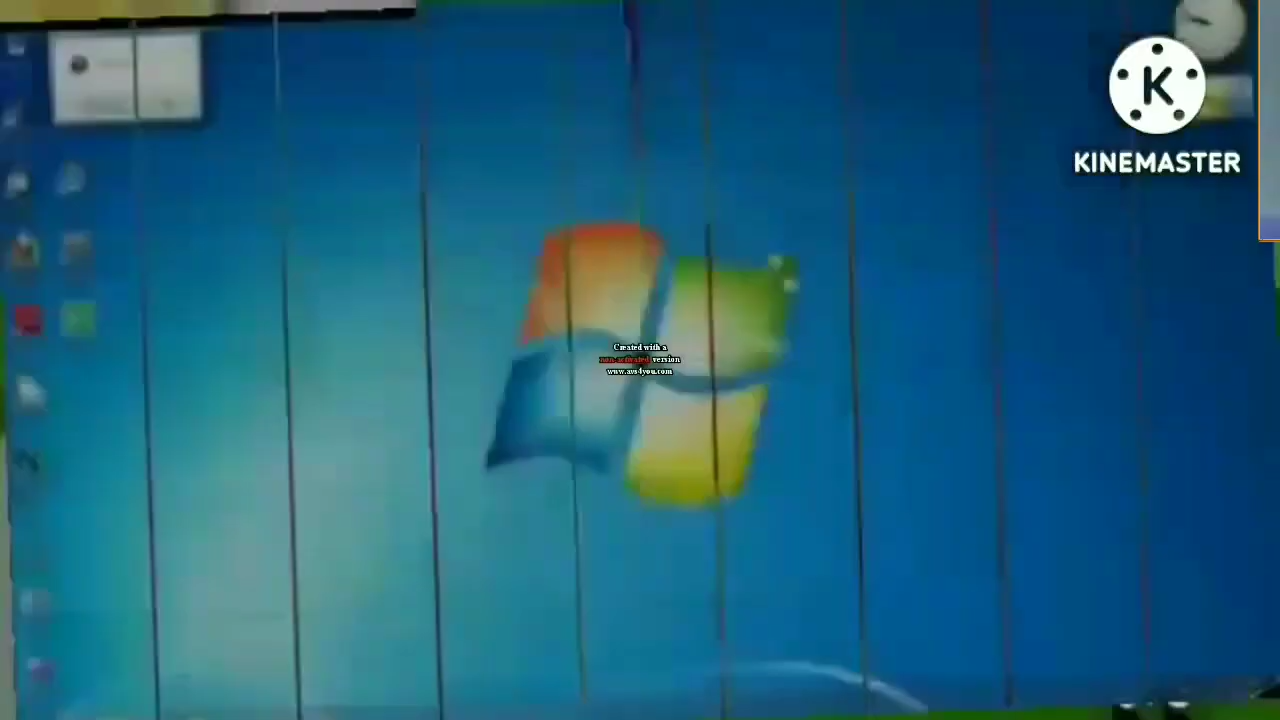 K
KINEMASTER
Created with a
non-activated version
www.avs4you.com